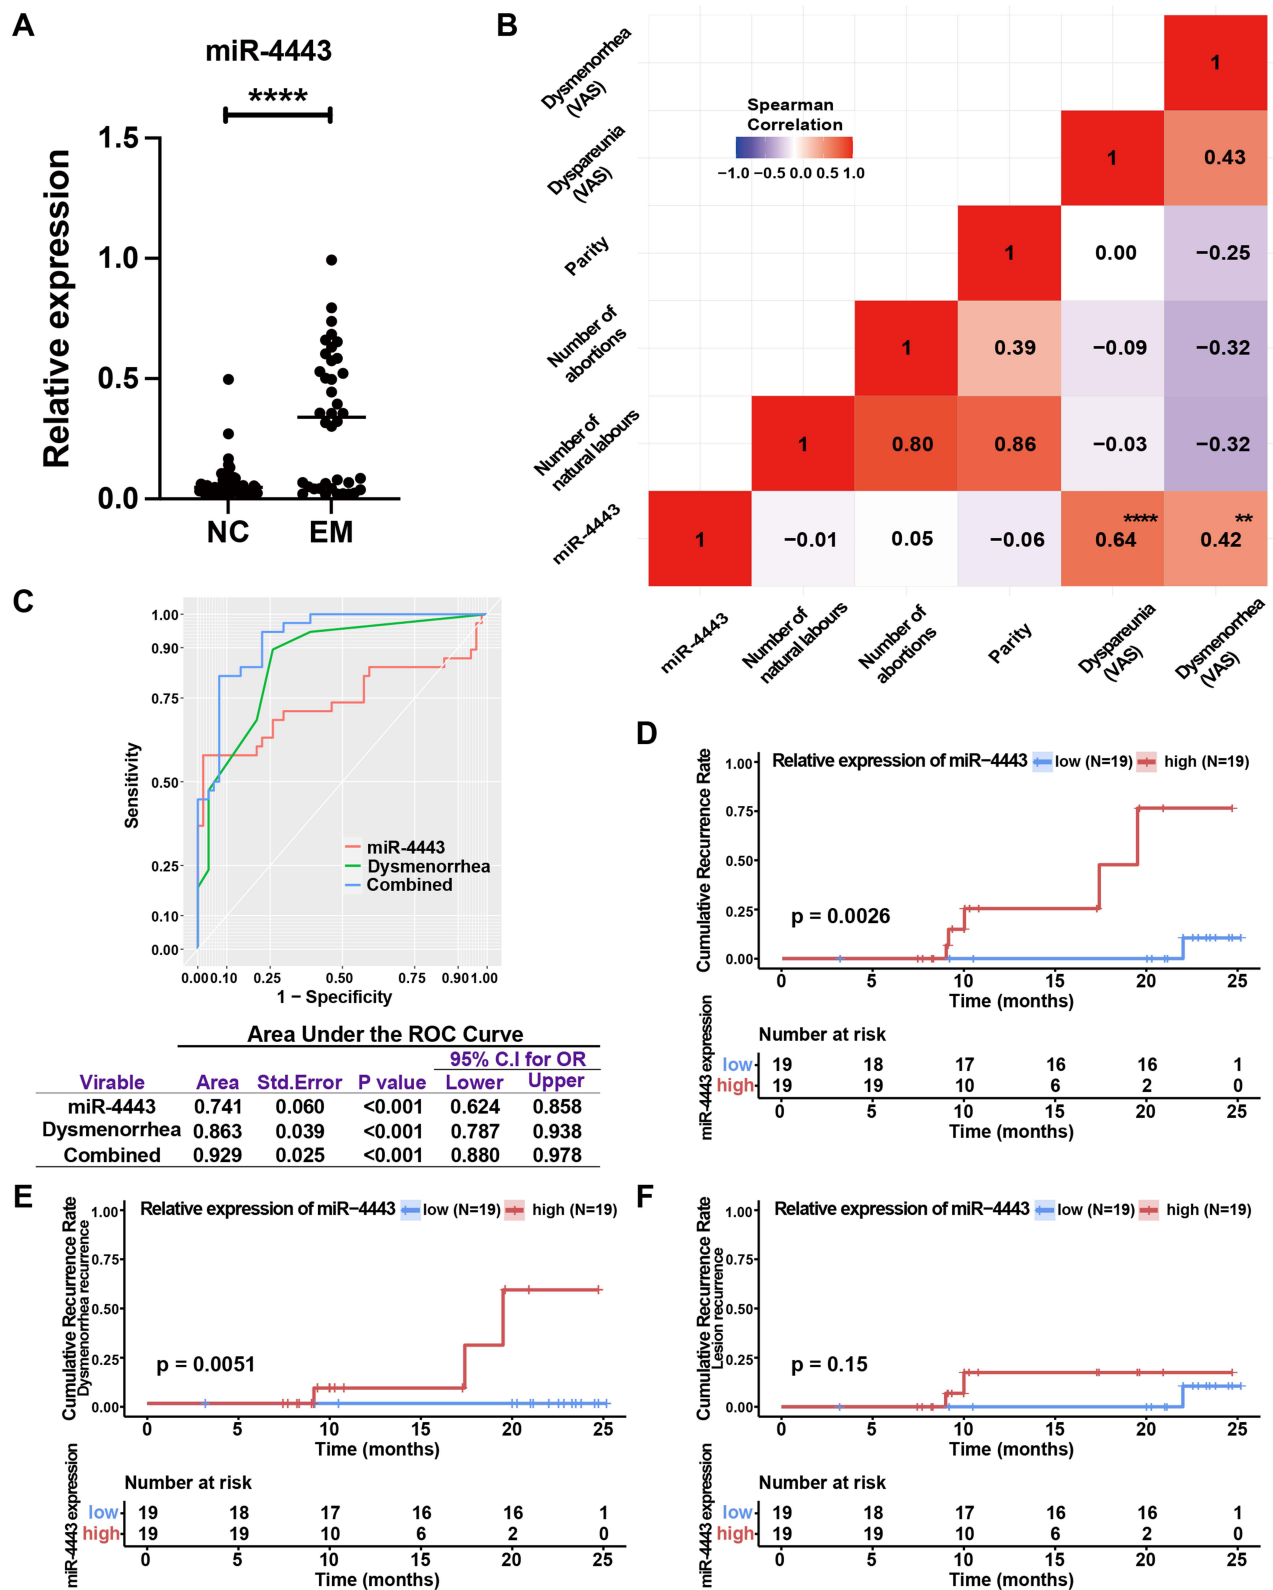 A
miR-4443
****
Relative expression
1.5
1.0
0.5
0.0
NC EM
B
Spearman
Correlation
−1.0 −0.5 0.0 0.5 1.0
Dysmenorrhea
(VAS)
1
Dyspareunia
(VAS)
1 0.43
Parity
1 0.00 −0.25
Number of
abortions
1 0.39 −0.09 −0.32
Number of
natural labours
1 0.80 0.86 −0.03 −0.32
miR-4443
**** **
1 −0.01 0.05 −0.06 0.64 0.42
miR-4443
Number of
natural labours
Number of
abortions
Parity
Dyspareunia
(VAS)
Dysmenorrhea
(VAS)
C
Sensitivity
1.00
0.90
0.75
0.50
0.25
0.10
0.00
miR-4443
Dysmenorrhea
Combined
0.00 0.10 0.25 0.50 0.75 0.90 1.00
1 − Specificity
Area Under the ROC Curve
95% C.I for OR
Virable Area Std.Error P value Lower Upper
miR-4443 0.741 0.060 <0.001 0.624 0.858
Dysmenorrhea 0.863 0.039 <0.001 0.787 0.938
Combined 0.929 0.025 <0.001 0.880 0.978
D
Cumulative Recurrence Rate
Relative expression of miR−4443 low (N=19) high (N=19)
1.00
0.75
0.50
0.25
0.00
p = 0.0026
0 5 10 15 20 25
Time (months)
miR-4443 expression
Number at risk
low 19 18 17 16 16 1
high 19 19 10 6 2 0
0 5 10 15 20 25
Time (months)
E
Cumulative Recurrence Rate
Dysmenorrhea recurrence
Relative expression of miR−4443 low (N=19) high (N=19)
1.00
0.75
0.50
0.25
0.00
p = 0.0051
0 5 10 15 20 25
Time (months)
miR-4443 expression
Number at risk
low 19 18 17 16 16 1
high 19 19 10 6 2 0
0 5 10 15 20 25
Time (months)
F
Cumulative Recurrence Rate
Lesion recurrence
Relative expression of miR−4443 low (N=19) high (N=19)
1.00
0.75
0.50
0.25
0.00
p = 0.15
0 5 10 15 20 25
Time (months)
miR-4443 expression
Number at risk
low 19 18 17 16 16 1
high 19 19 10 6 2 0
0 5 10 15 20 25
Time (months)